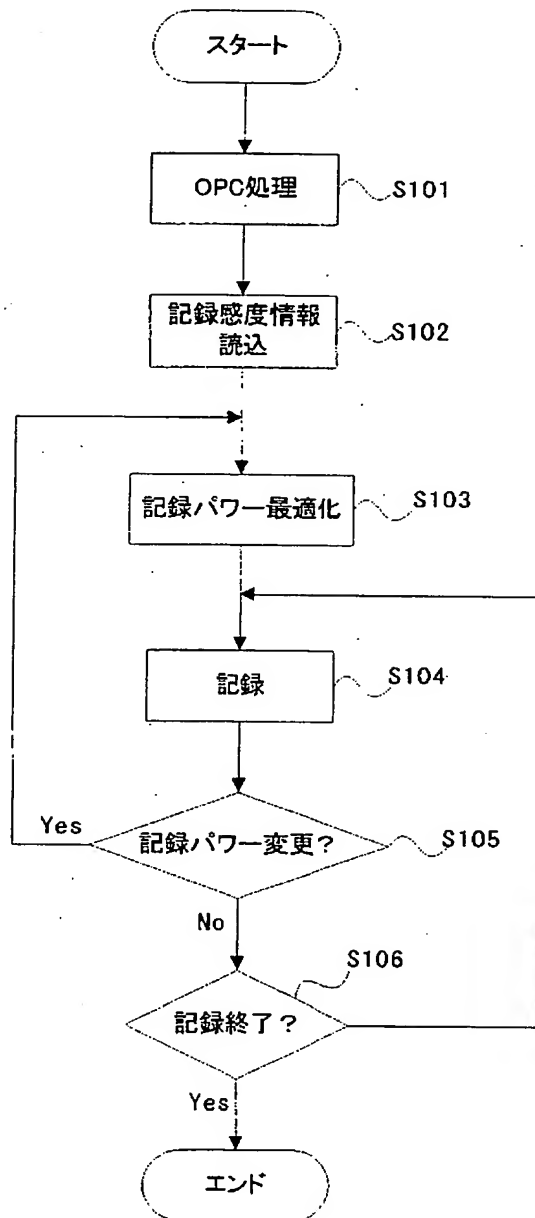 スタート
OPC処理
S101
記録感度情報
読込
S102
記録パワー最適化
S103
記録
S104
Yes
記録パワー変更？
S105
No
S106
記録終了？
Yes
エンド